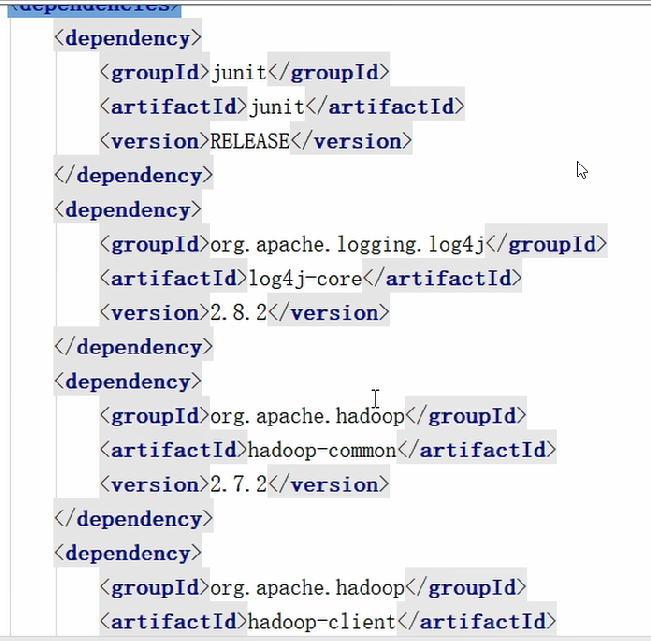 <dependencies>
<dependency>
<groupId>junit</groupId>
<artifactId>junit</artifactId>
<version>RELEASE</version>
</dependency>
<dependency>
<groupId>org.apache.logging.log4j</groupId>
<artifactId>log4j-core</artifactId>
<version>2.8.2</version>
</dependency>
<dependency>
<groupId>org.apache.hadoop</groupId>
<artifactId>hadoop-common</artifactId>
<version>2.7.2</version>
</dependency>
<dependency>
<groupId>org.apache.hadoop</groupId>
<artifactId>hadoop-client</artifactId>